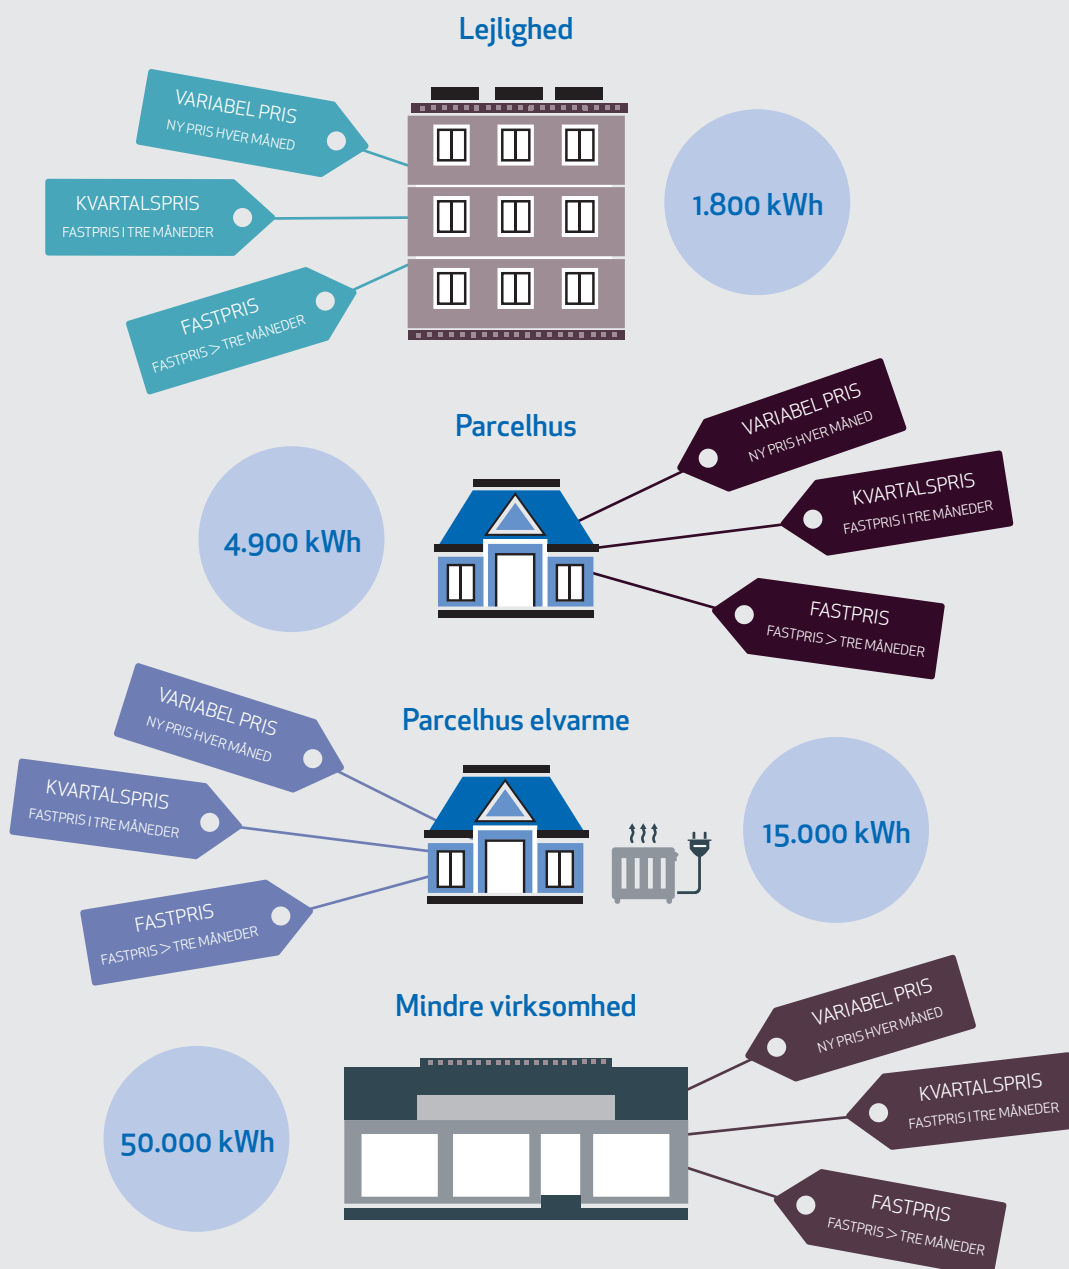 Lejlighed
VARIABEL PRIS
NY PRIS HVER MÅNED
KVARTALSPRIS
FASTPRIS I TRE MÅNEDER
FASTPRIS
FASTPRIS > TRE MÅNEDER
1.800 kWh
Parcelhus
4.900 kWh
VARIABEL PRIS
NY PRIS HVER MÅNED
KVARTALSPRIS
FASTPRIS I TRE MÅNEDER
FASTPRIS
FASTPRIS > TRE MÅNEDER
Parcelhus elvarme
VARIABEL PRIS
NY PRIS HVER MÅNED
KVARTALSPRIS
FASTPRIS I TRE MÅNEDER
FASTPRIS
FASTPRIS > TRE MÅNEDER
15.000 kWh
Mindre virksomhed
50.000 kWh
VARIABEL PRIS
NY PRIS HVER MÅNED
KVARTALSPRIS
FASTPRIS I TRE MÅNEDER
FASTPRIS
FASTPRIS > TRE MÅNEDER